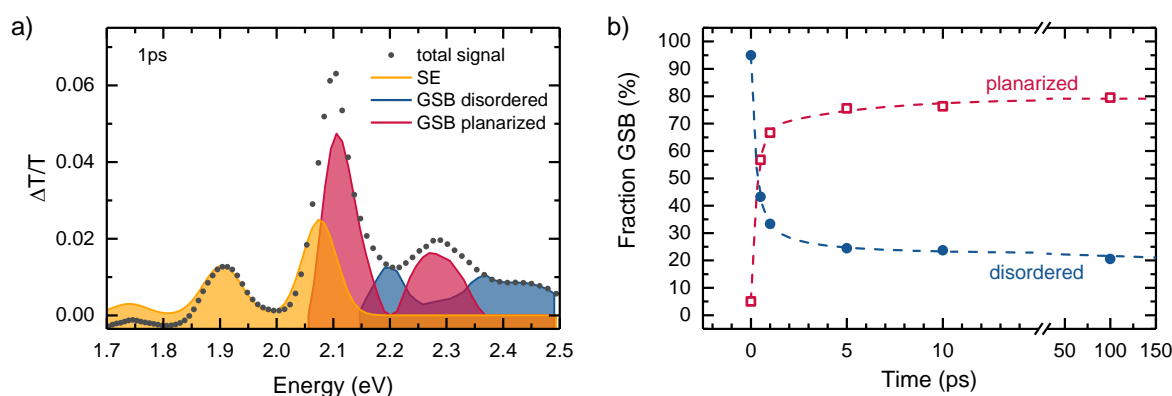 a)
1ps
total signal
SE
GSB disordered
GSB planarized
ΔT/T
0.06
0.04
0.02
0.00
1.7 1.8 1.9 2.0 2.1 2.2 2.3 2.4 2.5
Energy (eV)
b)
Fraction GSB (%)
100
95
90
80
70
60
50
40
30
20
10
0
planarized
disordered
0 5 10 50 100 150
Time (ps)